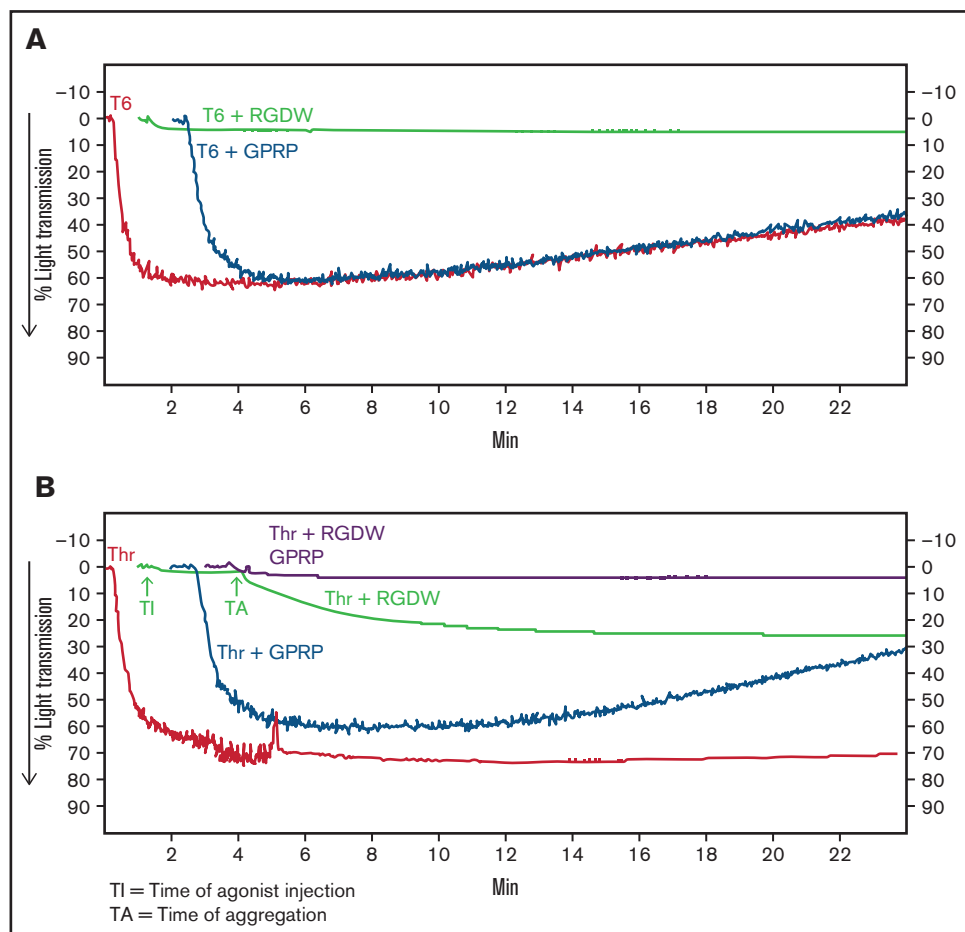 A
−10 −10
0 T6 0
T6 + RGDW
10 10
T6 + GPRP
20 20
30 30
40 40
50 50
60 60
70 70
80 80
90 90
% Light transmission
2 4 6 8 10 12 14 16 18 20 22
Min
B
−10 −10
Thr + RGDW
GPRP
0 Thr 0
10 10
TI TA Thr + RGDW
20 20
30 30
Thr + GPRP
40 40
50 50
60 60
70 70
80 80
90 90
% Light transmission
2 4 6 8 10 12 14 16 18 20 22
Min
TI = Time of agonist injection
TA = Time of aggregation